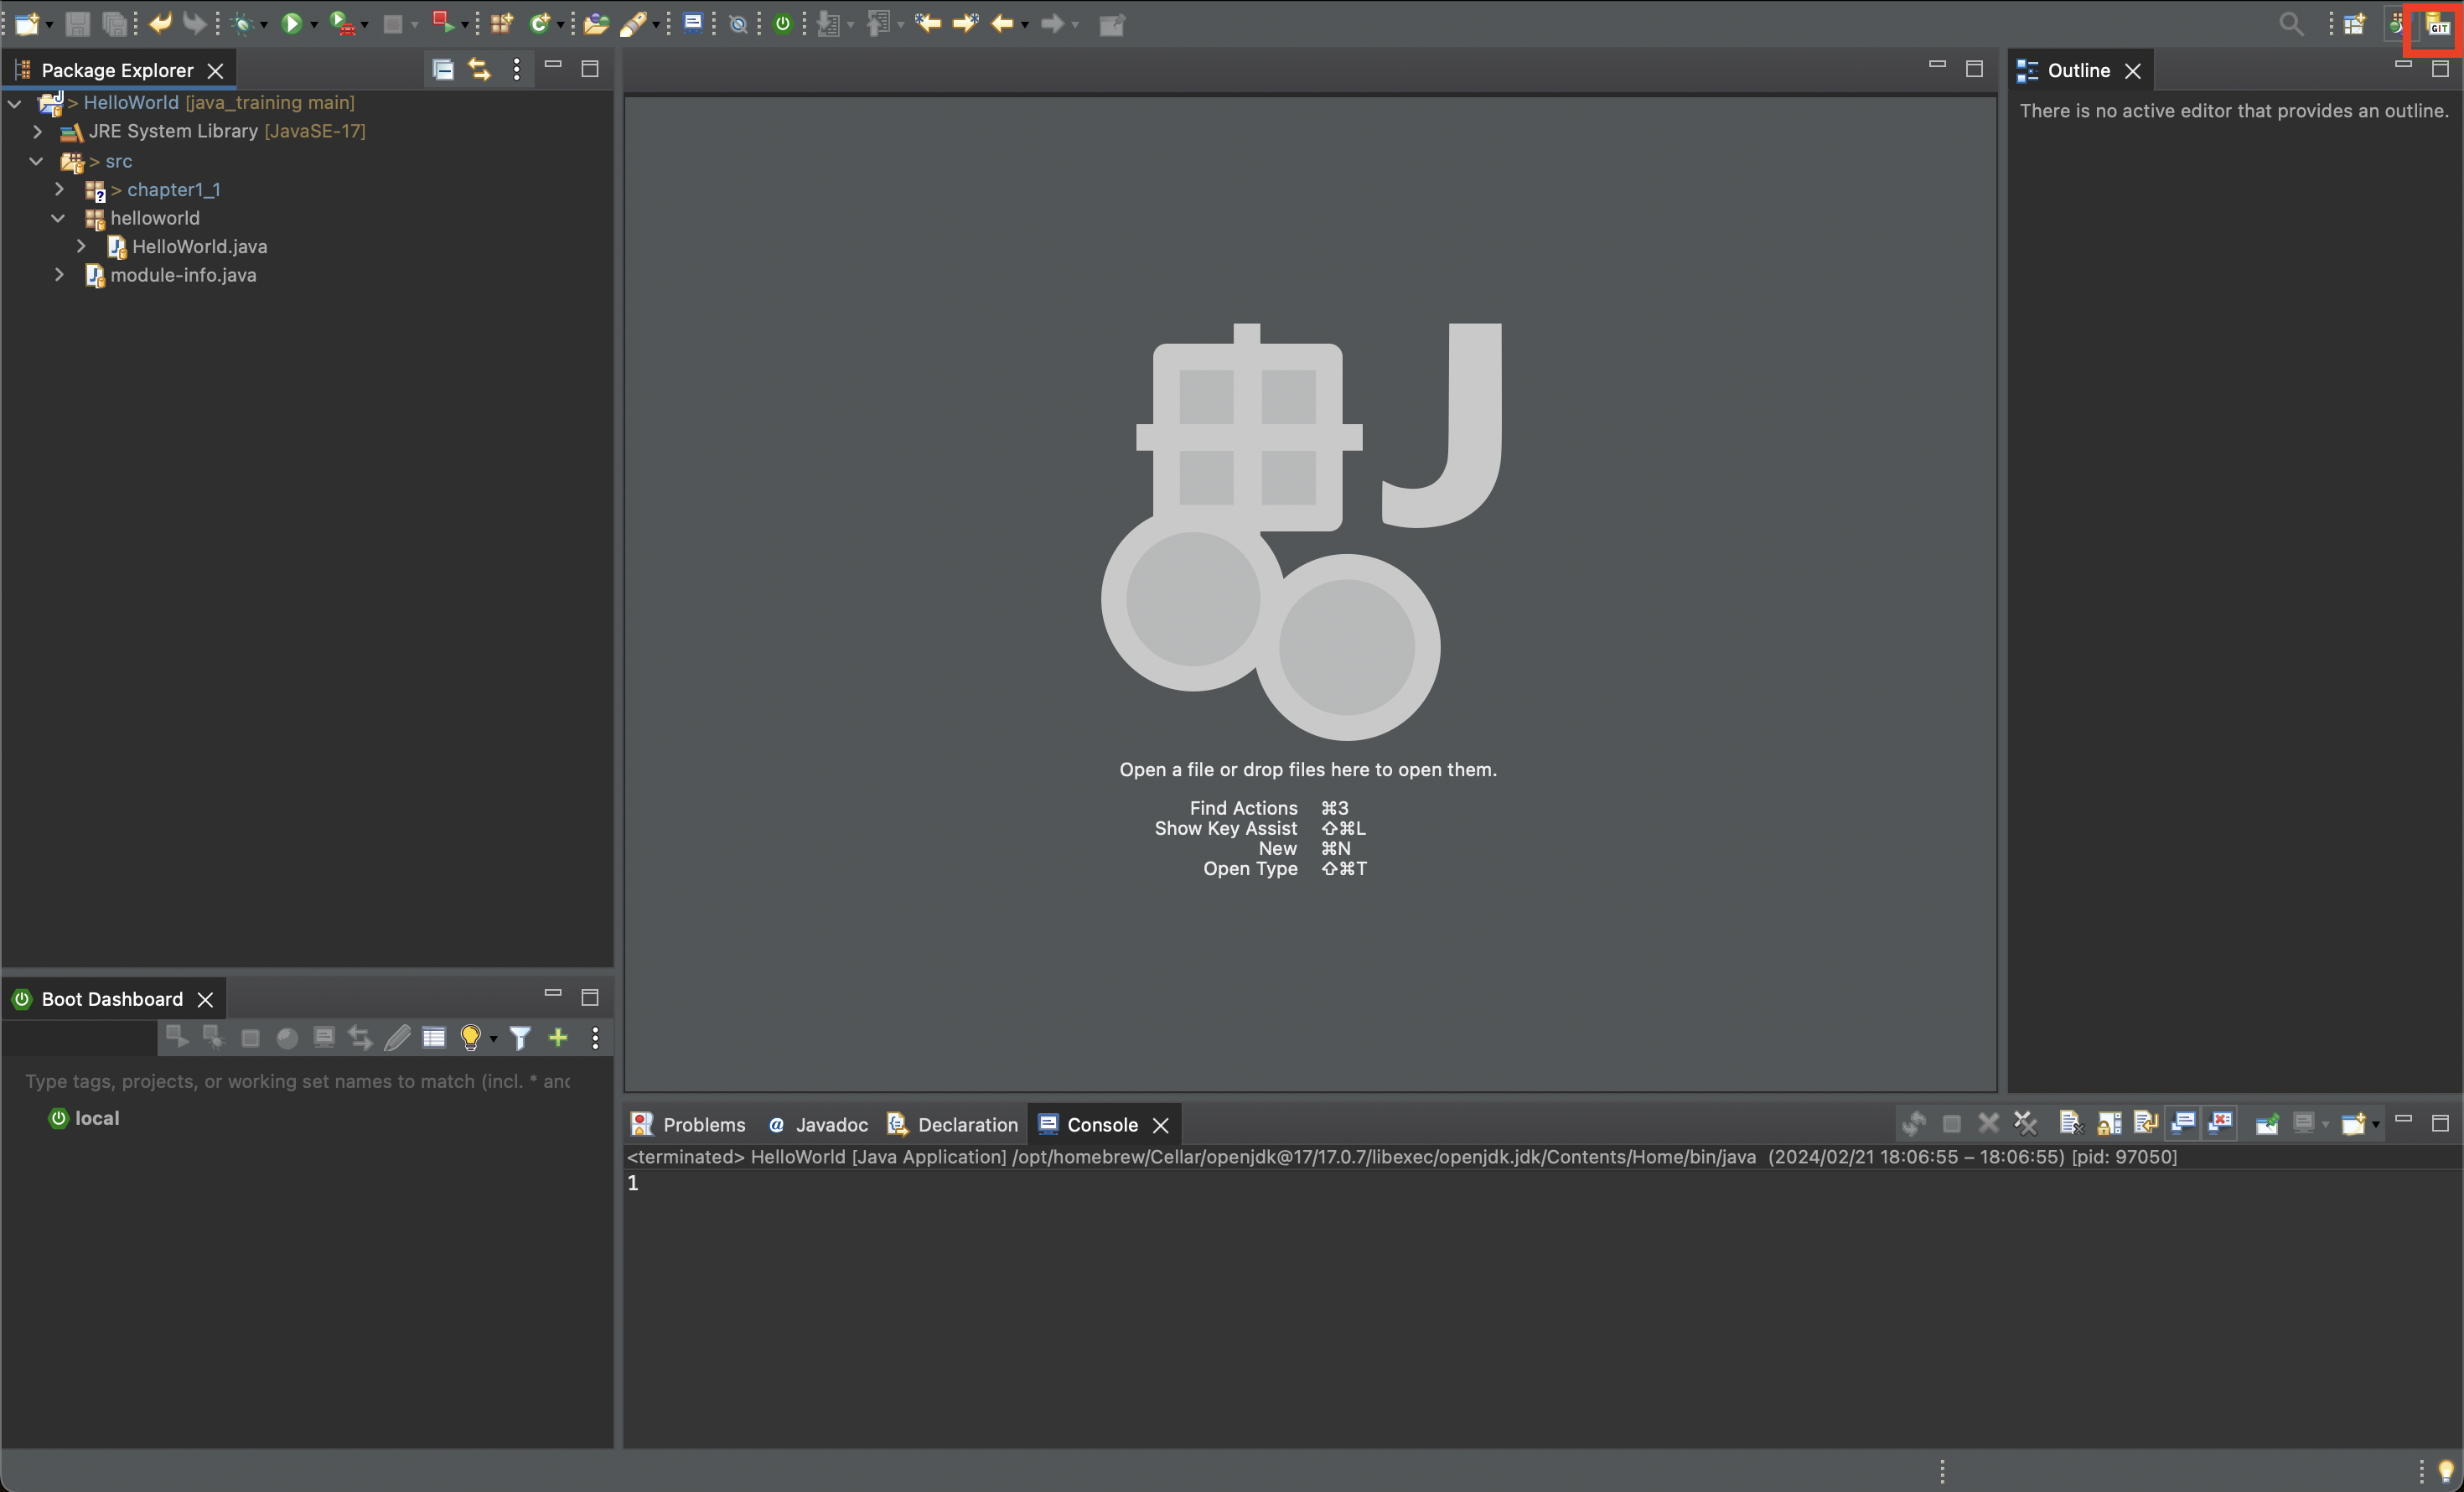 GIT
Package Explorer
> HelloWorld [java_training main]
JRE System Library [JavaSE-17]
> src
> chapter1_1
helloworld
HelloWorld.java
module-info.java
Outline
There is no active editor that provides an outline.
J
Open a file or drop files here to open them.
Find Actions ⌘3
Show Key Assist ⇧⌘L
New ⌘N
Open Type ⇧⌘T
Boot Dashboard
Type tags, projects, or working set names to match (incl. * and
local
Problems @ Javadoc Declaration Console
<terminated> HelloWorld [Java Application] /opt/homebrew/Cellar/openjdk@17/17.0.7/libexec/openjdk.jdk/Contents/Home/bin/java (2024/02/21 18:06:55 – 18:06:55) [pid: 97050]
1